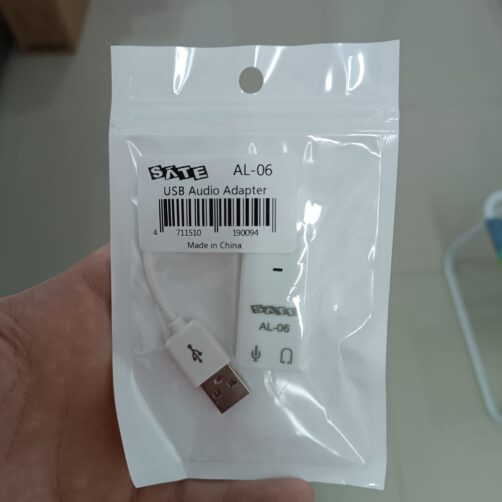 SATE AL-06
USB Audio Adapter
4 711510 190094
Made in China
SATE
AL-06